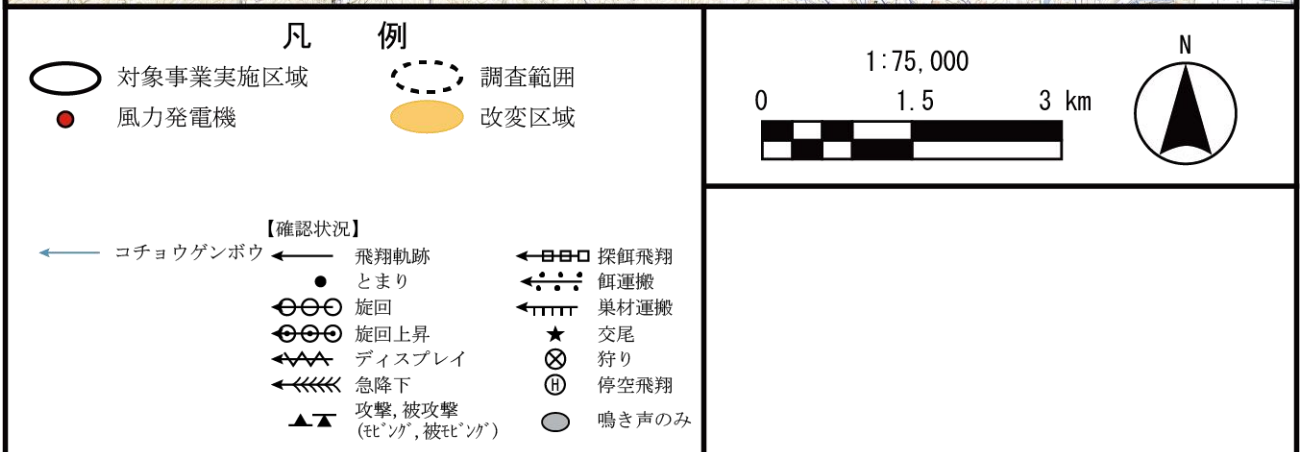 凡　例
対象事業実施区域
調査範囲
風力発電機
改変区域
1:75,000
0 1.5 3 km
N
【確認状況】
コチョウゲンボウ
飛翔軌跡
探餌飛翔
とまり
餌運搬
旋回
巣材運搬
旋回上昇
交尾
ディスプレイ
狩り
急降下
H
停空飛翔
攻撃,被攻撃
(ﾓﾋﾞﾝｸﾞ,被ﾓﾋﾞﾝｸﾞ)
鳴き声のみ